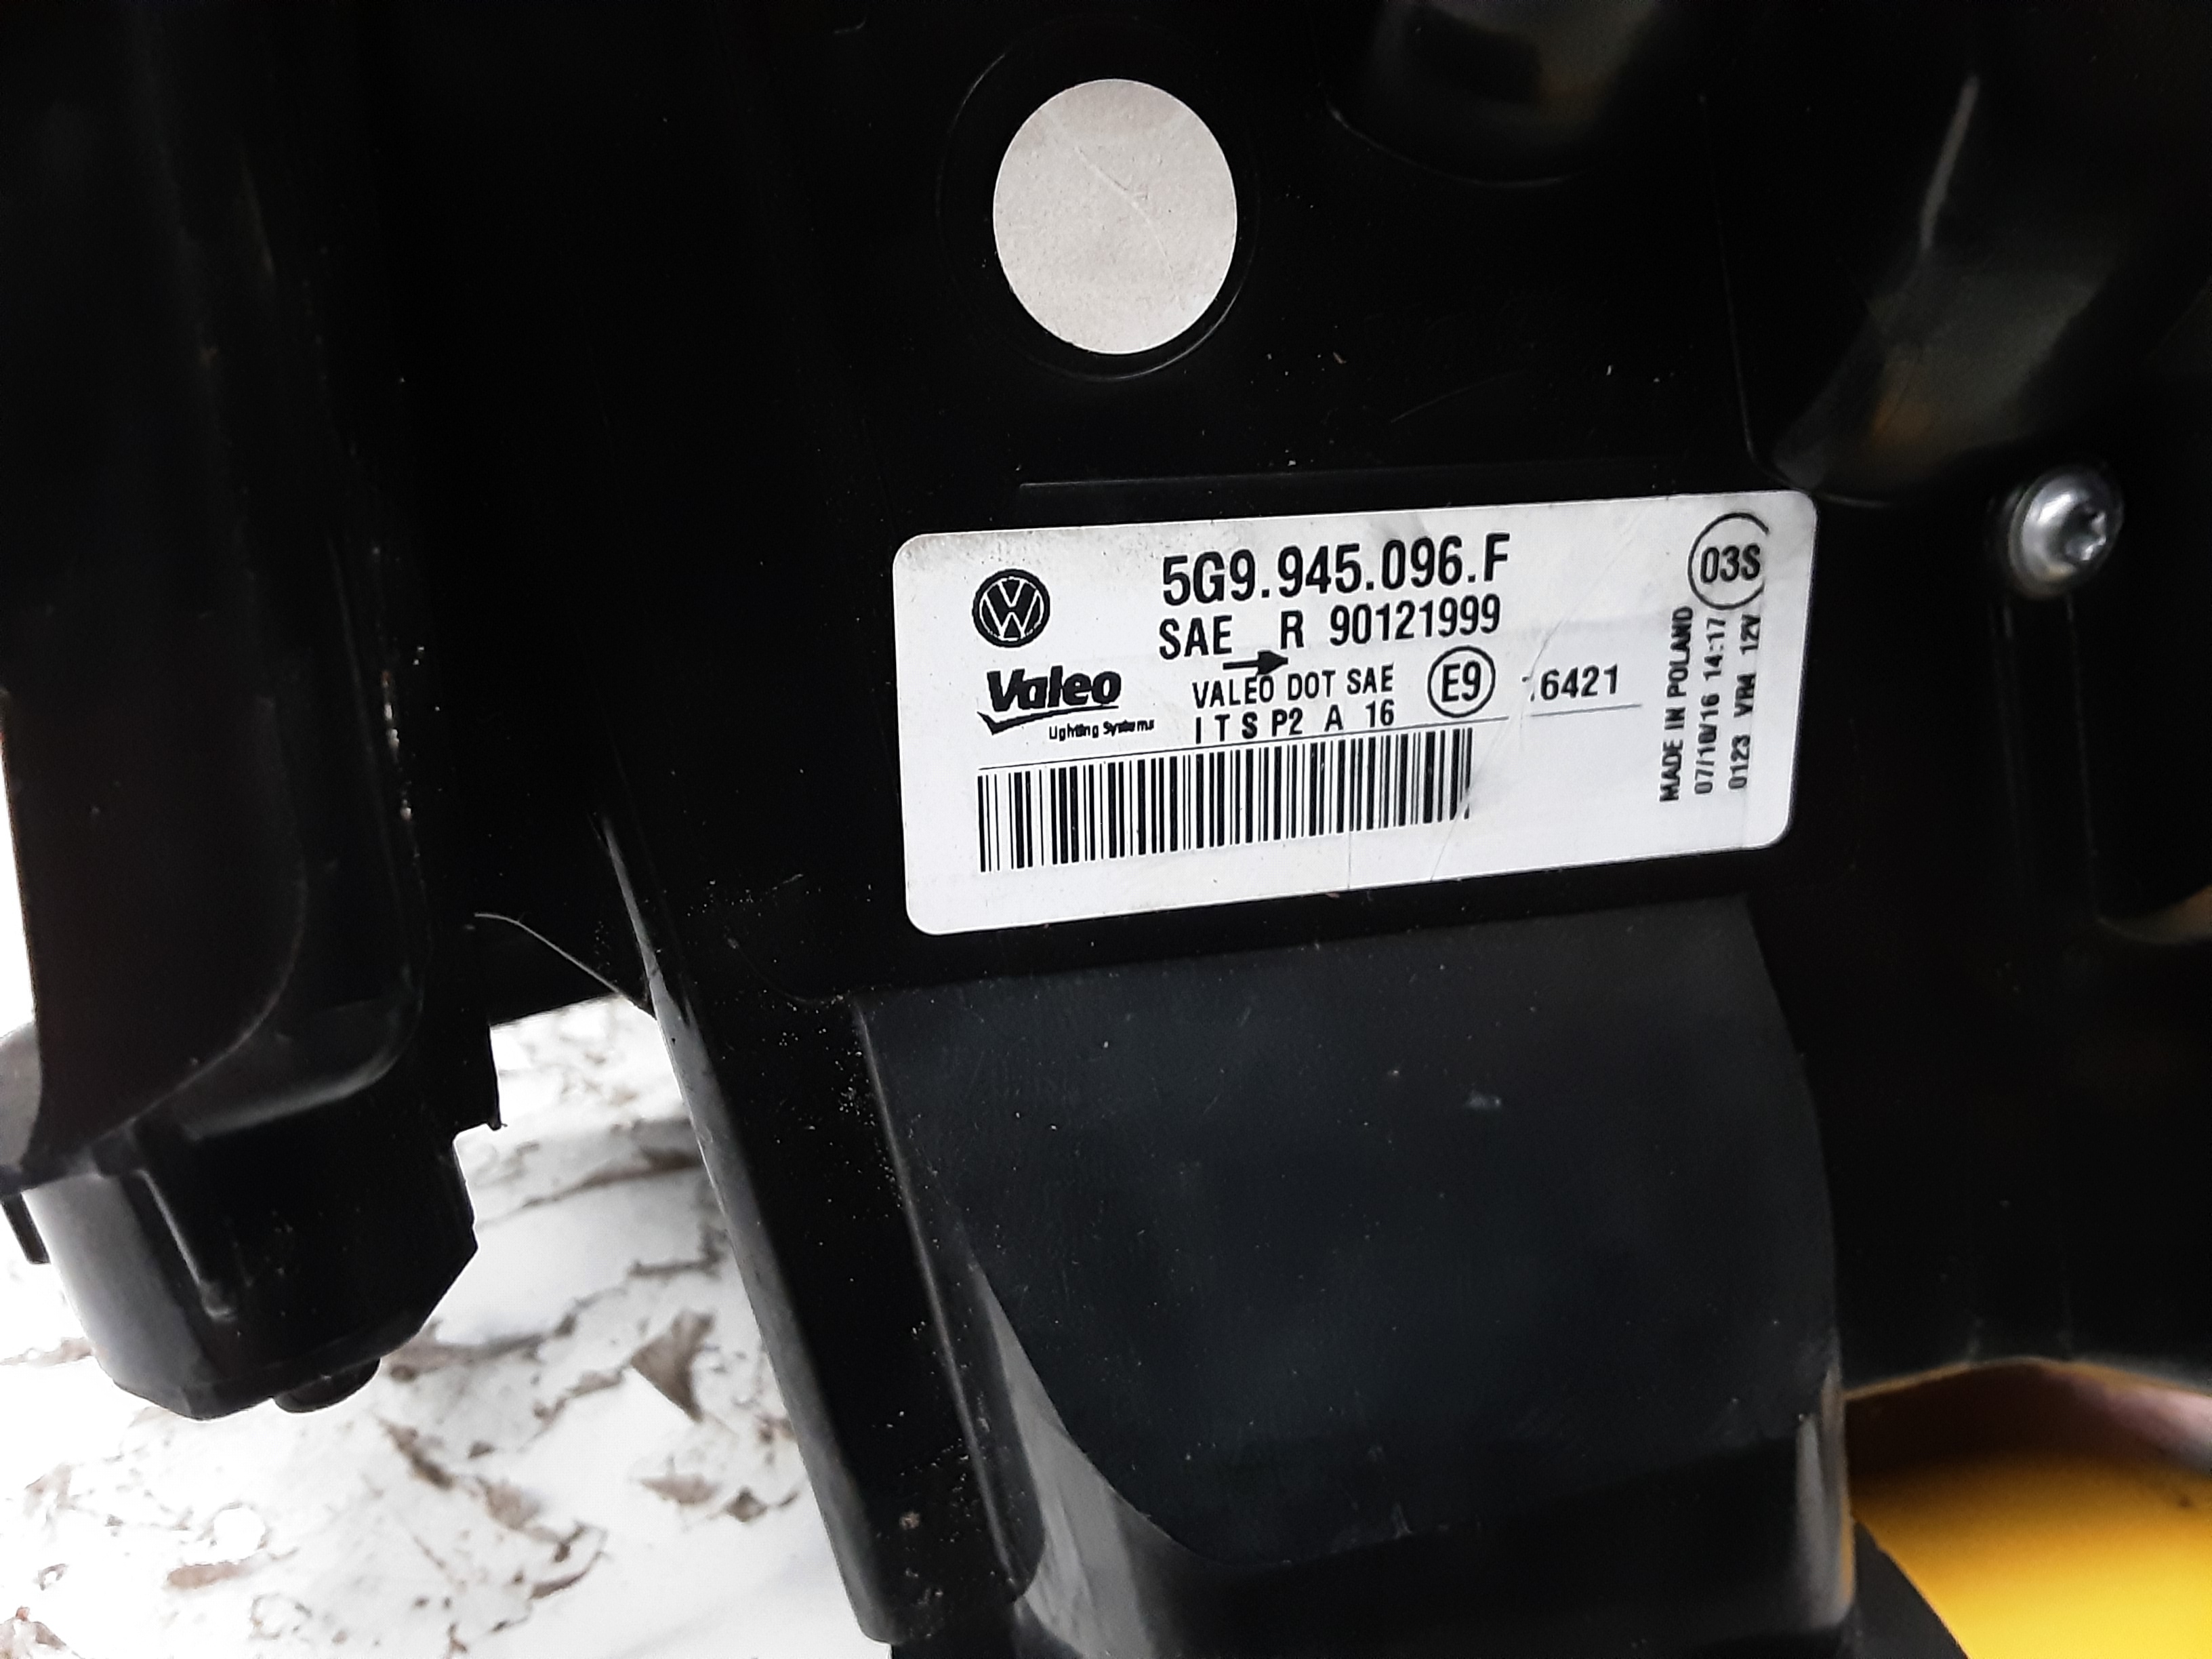 5G9.945.096.F
SAE R 90121999
Valeo
Lighting Systems
VALEO DOT SAE
I T S P2 A 16
E9
6421
03S
MADE IN POLAND
07/10/16 14:17
0123 VRM 12V